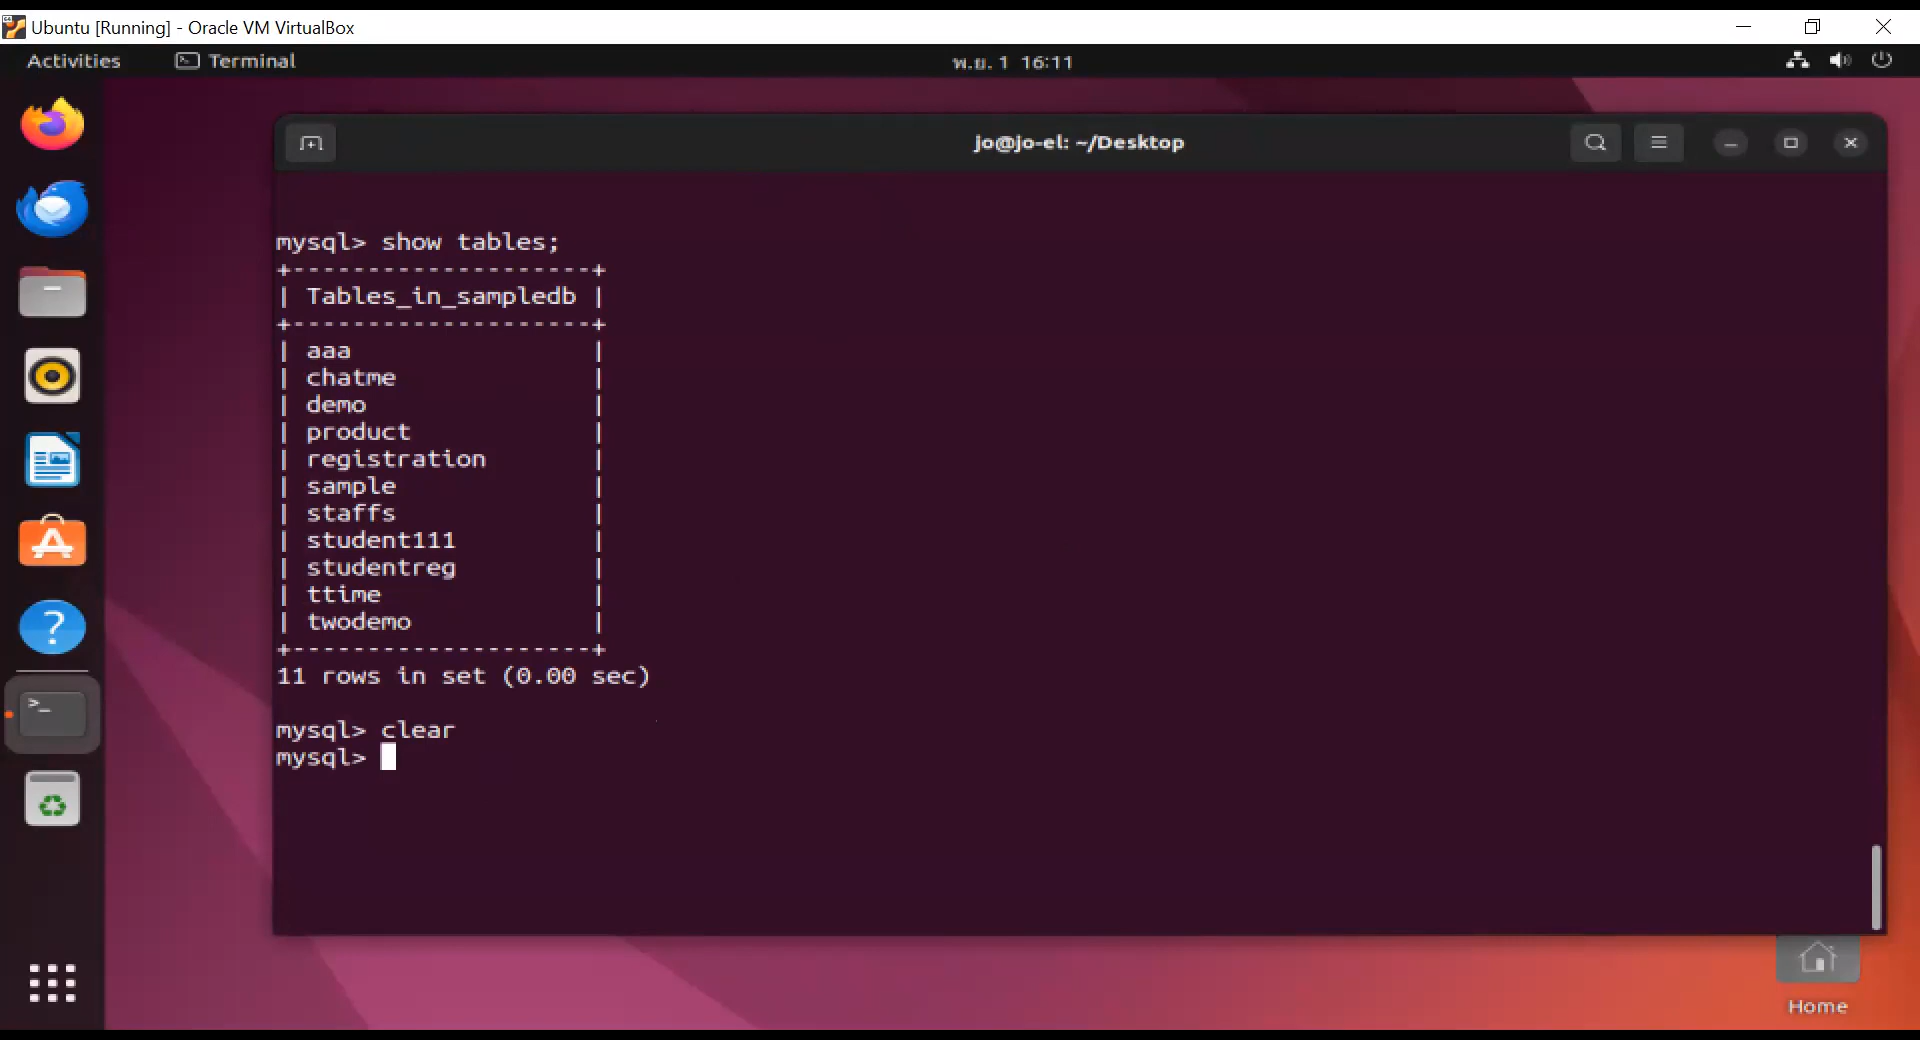 Ubuntu [Running] - Oracle VM VirtualBox
Activities Terminal พ.ย. 1 16:11
jo@jo-el: ~/Desktop
mysql> show tables;
+--------------------+
| Tables_in_sampledb |
+--------------------+
| aaa                |
| chatme             |
| demo               |
| product            |
| registration       |
| sample             |
| staffs             |
| student111         |
| studentreg         |
| ttime              |
| twodemo            |
+--------------------+
11 rows in set (0.00 sec)
mysql> clear
mysql>
Home